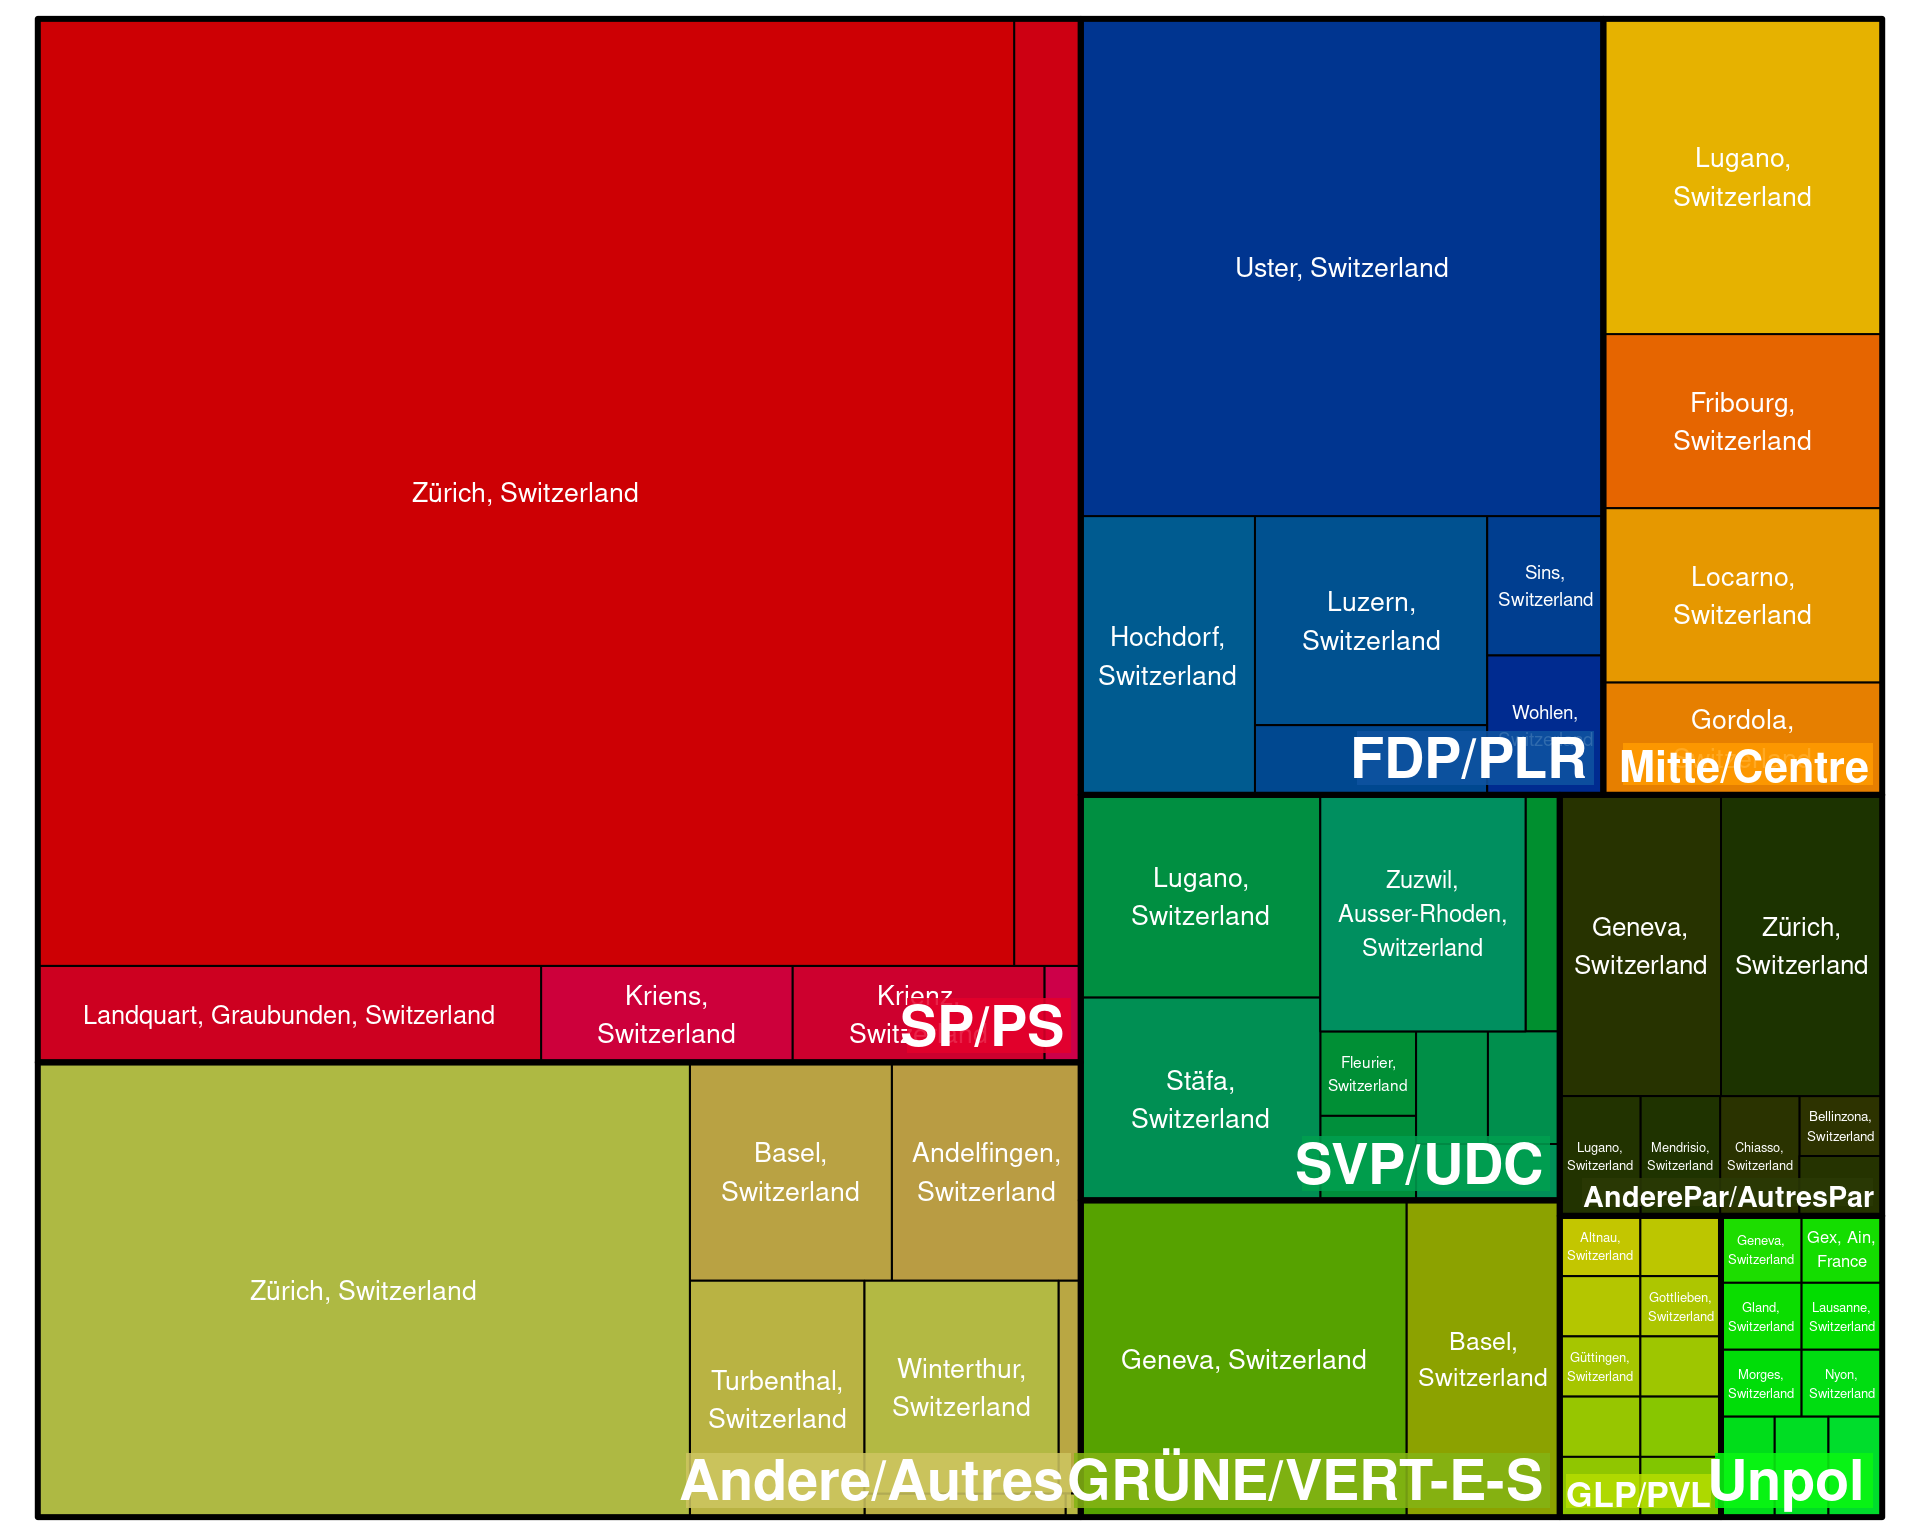 Zürich, Switzerland
Landquart, Graubunden, Switzerland
Kriens,
Switzerland
Krienz,
Switzerland
SP/PS
Uster, Switzerland
Hochdorf,
Switzerland
Luzern,
Switzerland
Sins,
Switzerland
Wohlen,
Switzerland
FDP/PLR
Lugano,
Switzerland
Fribourg,
Switzerland
Locarno,
Switzerland
Gordola,
Switzerland
Mitte/Centre
Zürich, Switzerland
Basel,
Switzerland
Andelfingen,
Switzerland
Turbenthal,
Switzerland
Winterthur,
Switzerland
Andere/Autres
Lugano,
Switzerland
Zuzwil,
Ausser-Rhoden,
Switzerland
Stäfa,
Switzerland
Fleurier,
Switzerland
SVP/UDC
Geneva, Switzerland
Basel,
Switzerland
GRÜNE/VERT-E-S
Geneva,
Switzerland
Zürich,
Switzerland
Lugano,
Switzerland
Mendrisio,
Switzerland
Chiasso,
Switzerland
Bellinzona,
Switzerland
AnderePar/AutresPar
Altnau,
Switzerland
Gottlieben,
Switzerland
Güttingen,
Switzerland
GLP/PVL
Geneva,
Switzerland
Gex, Ain,
France
Gland,
Switzerland
Lausanne,
Switzerland
Morges,
Switzerland
Nyon,
Switzerland
Unpol